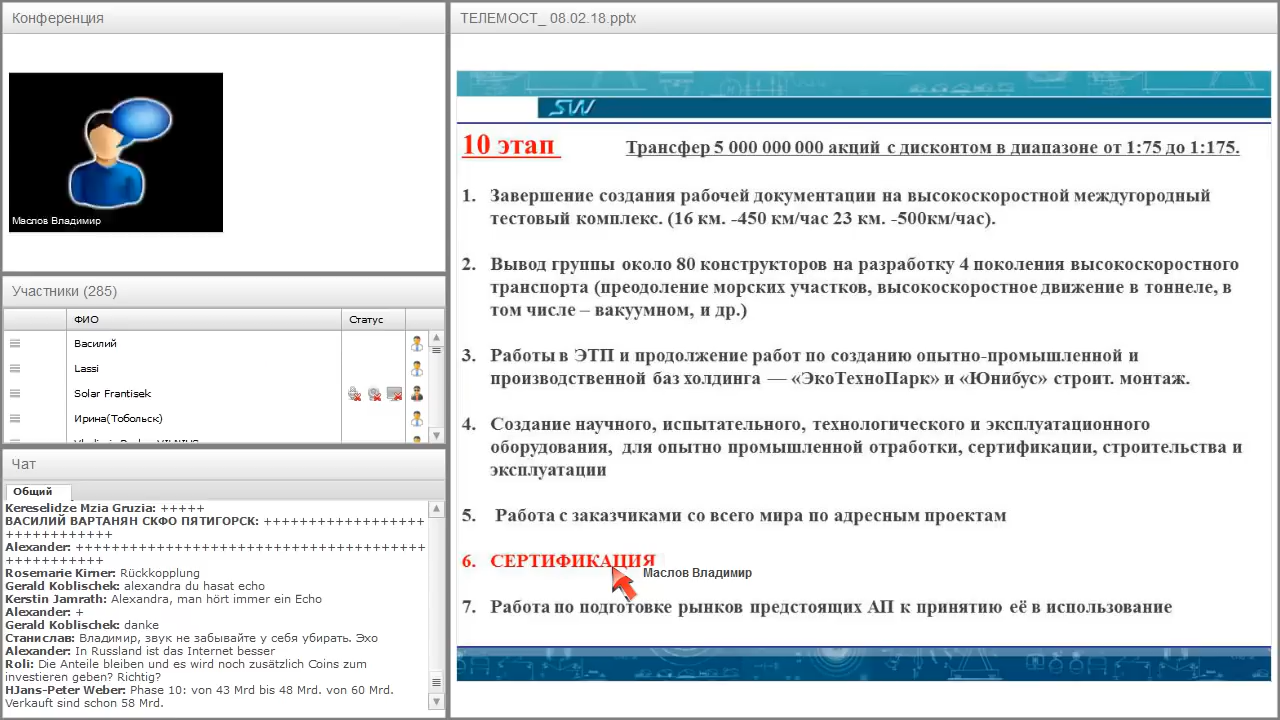 Конференция
Маслов Владимир
Участники (285)
ФИО
Статус
Василий
Lassi
Solar Frantisek
Ирина(Тобольск)
Чат
Общий
Kereselidze Mzia Gruzia: +++++
ВАСИЛИЙ ВАРТАНЯН СКФО ПЯТИГОРСК: ++++++++++++++++++
++++++++++++
Alexander: +++++++++++++++++++++++++++++++++++++++
+++++++++++
Rosemarie Kirner: Rückkopplung
Gerald Koblischek: alexandra du hasat echo
Kerstin Jamrath: Alexandra, man hört immer ein Echo
Alexander: +
Gerald Koblischek: danke
Станислав: Владимир, звук не забывайте у себя убирать. Эхо
Alexander: In Russland ist das Internet besser
Roli: Die Anteile bleiben und es wird noch zusätzlich Coins zum
investieren geben? Richtig?
HJans-Peter Weber: Phase 10: von 43 Mrd bis 48 Mrd. von 60 Mrd.
Verkauft sind schon 58 Mrd.
ТЕЛЕМОСТ_ 08.02.18.pptx
SW
10 этап Трансфер 5 000 000 000 акций с дисконтом в диапазоне от 1:75 до 1:175.
1. Завершение создания рабочей документации на высокоскоростной междугородный
тестовый комплекс. (16 км. -450 км/час 23 км. -500км/час).
2. Вывод группы около 80 конструкторов на разработку 4 поколения высокоскоростного
транспорта (преодоление морских участков, высокоскоростное движение в тоннеле, в
том числе – вакуумном, и др.)
3. Работы в ЭТП и продолжение работ по созданию опытно-промышленной и
производственной баз холдинга — «ЭкоТехноПарк» и «Юнибус» строит. монтаж.
4. Создание научного, испытательного, технологического и эксплуатационного
оборудования, для опытно промышленной отработки, сертификации, строительства и
эксплуатации
5. Работа с заказчиками со всего мира по адресным проектам
6. СЕРТИФИКАЦИЯ
Маслов Владимир
7. Работа по подготовке рынков предстоящих АП к принятию её в использование